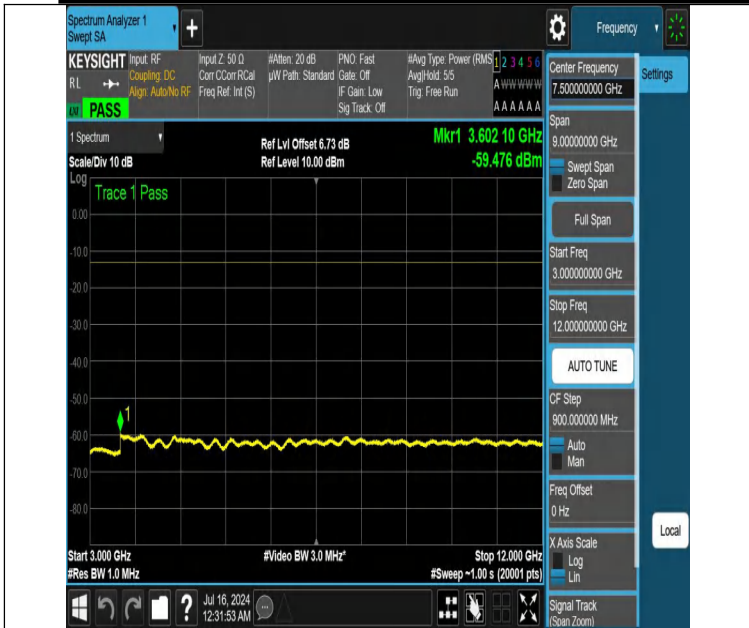 Spectrum Analyzer 1
Swept SA
Frequency
KEYSIGHT
RL
PASS
Input: RF
Coupling: DC
Align: Auto/No RF
Input Z: 50 Ω
Corr CCorr RCal
Freq Ref: Int (S)
#Atten: 20 dB
µW Path: Standard
PNO: Fast
Gate: Off
IF Gain: Low
Sig Track: Off
#Avg Type: Power (RMS
Avg|Hold: 5/5
Trig: Free Run
1 2 3 4 5 6
A W W W W W
A A A A A A
1 Spectrum
Scale/Div 10 dB
Ref Lvl Offset 6.73 dB
Ref Level 10.00 dBm
Mkr1 3.602 10 GHz
-59.476 dBm
Log
Trace 1 Pass
0.00
-10.0
-20.0
-30.0
-40.0
-50.0
-60.0
-70.0
-80.0
1
Start 3.000 GHz
#Res BW 1.0 MHz
#Video BW 3.0 MHz*
Stop 12.000 GHz
#Sweep ~1.00 s (20001 pts)
Jul 16, 2024
12:31:53 AM
Center Frequency
7.500000000 GHz
Settings
Span
9.00000000 GHz
Swept Span
Zero Span
Full Span
Start Freq
3.000000000 GHz
Stop Freq
12.000000000 GHz
AUTO TUNE
CF Step
900.000000 MHz
Auto
Man
Freq Offset
0 Hz
X Axis Scale
Log
Lin
Local
Signal Track
(Span Zoom)